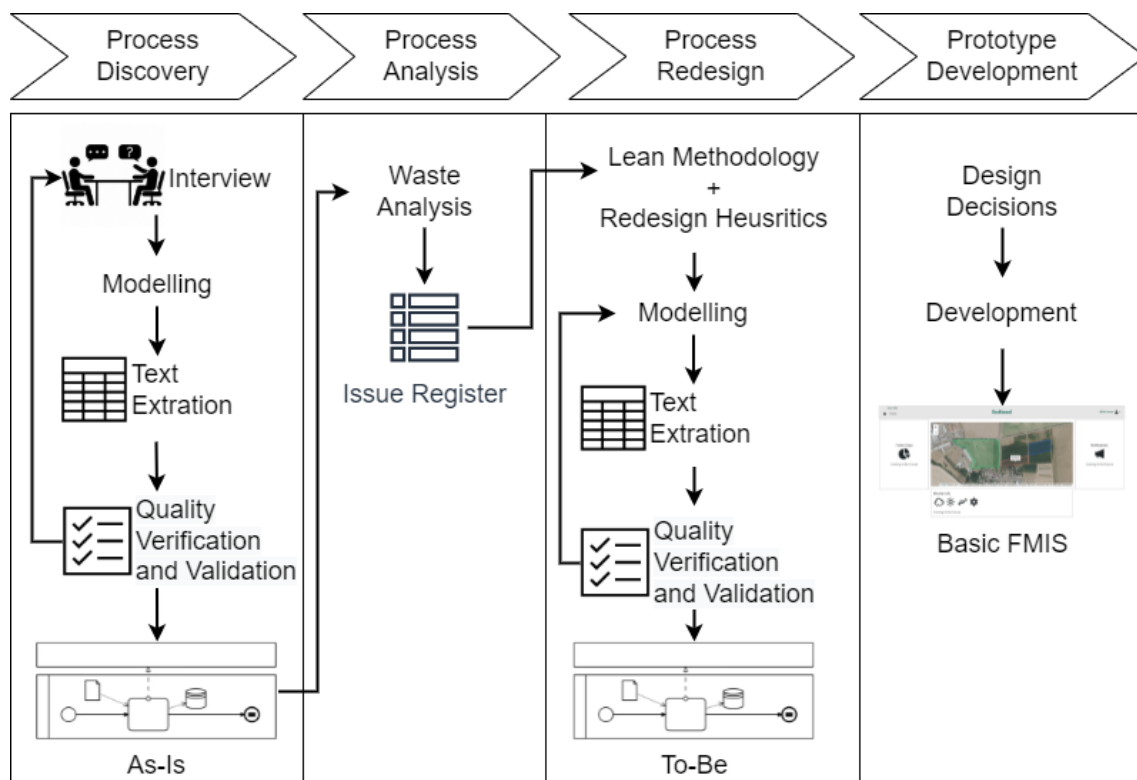 Process
Discovery
Process
Analysis
Process
Redesign
Prototype
Development
Interview
Modelling
Text
Extration
Quality
Verification
and Validation
As-Is
Waste
Analysis
Issue Register
Lean Methodology
+
Redesign Heusritics
Modelling
Text
Extration
Quality
Verification
and Validation
To-Be
Design
Decisions
Development
Basic FMIS